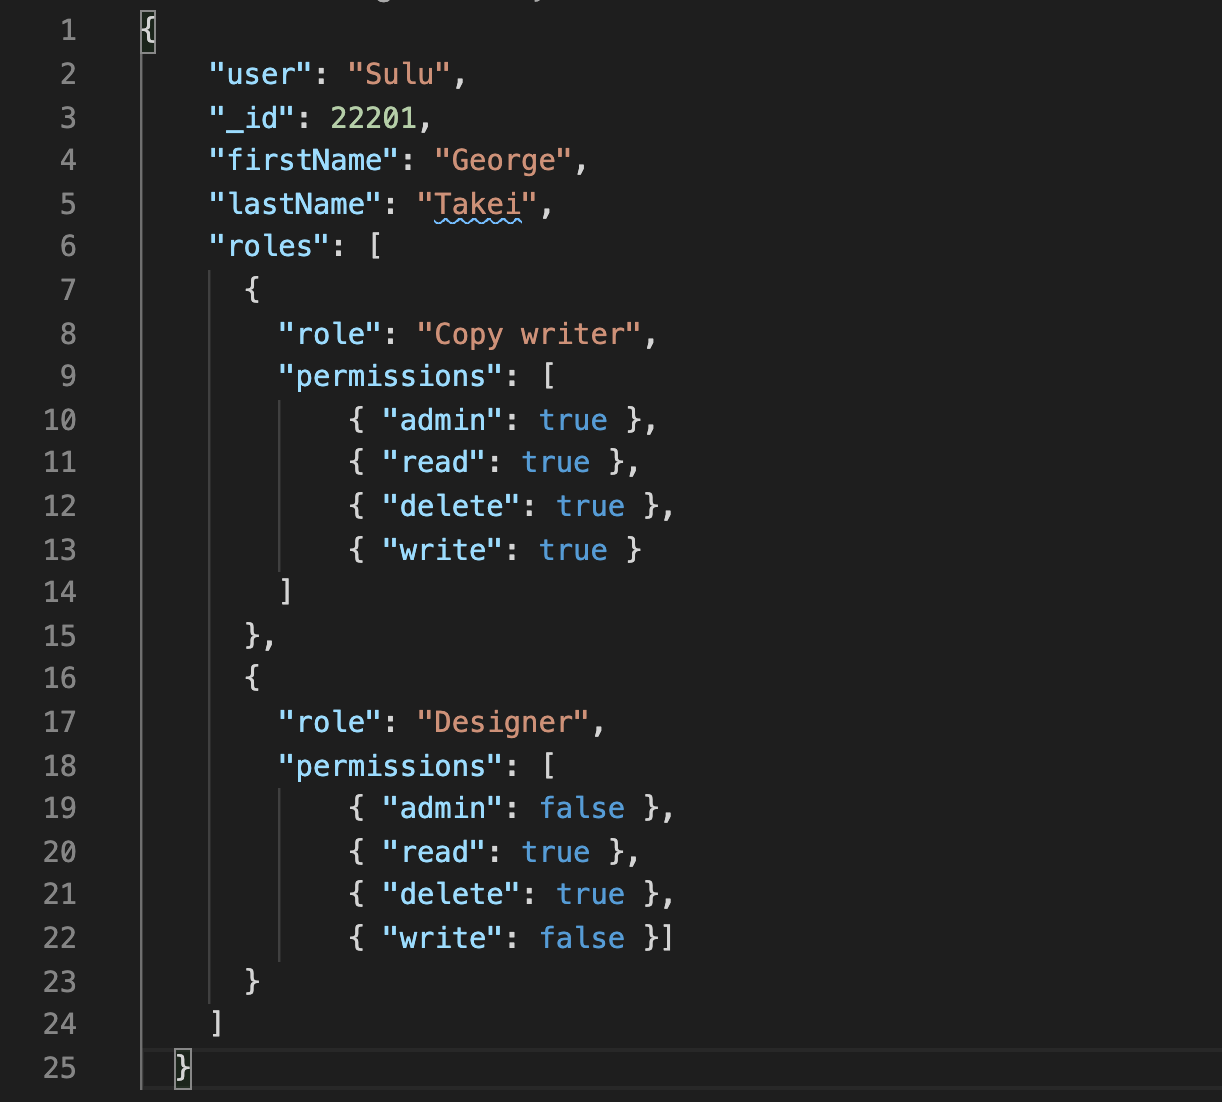 1 {
2     "user": "Sulu",
3     "_id": 22201,
4     "firstName": "George",
5     "lastName": "Takei",
6     "roles": [
7       {
8         "role": "Copy writer",
9         "permissions": [
10             { "admin": true },
11             { "read": true },
12             { "delete": true },
13             { "write": true }
14         ]
15       },
16       {
17         "role": "Designer",
18         "permissions": [
19             { "admin": false },
20             { "read": true },
21             { "delete": true },
22             { "write": false }]
23       }
24     ]
25   }